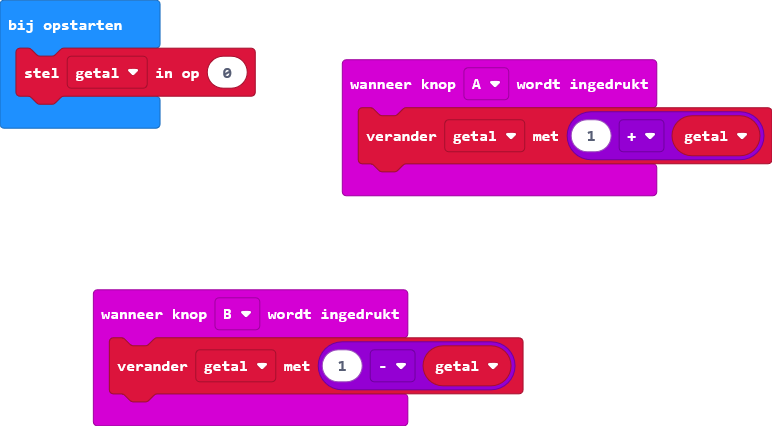 bij opstarten
stel getal in op 0
wanneer knop A wordt ingedrukt
verander getal met 1 + getal
wanneer knop B wordt ingedrukt
verander getal met 1 - getal